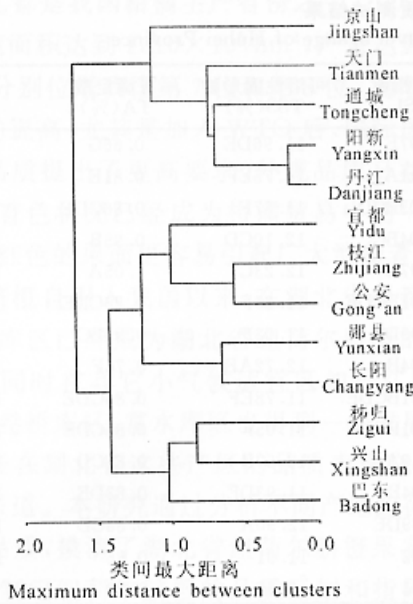 京山
Jingshan
天门
Tianmen
通城
Tongcheng
阳新
Yangxin
丹江
Danjiang
宜都
Yidu
枝江
Zhijiang
公安
Gong'an
郧县
Yunxian
长阳
Changyang
秭归
Zigui
兴山
Xingshan
巴东
Badong
2.0 1.5 1.0 0.5 0.0
类间最大距离
Maximum distance between clusters